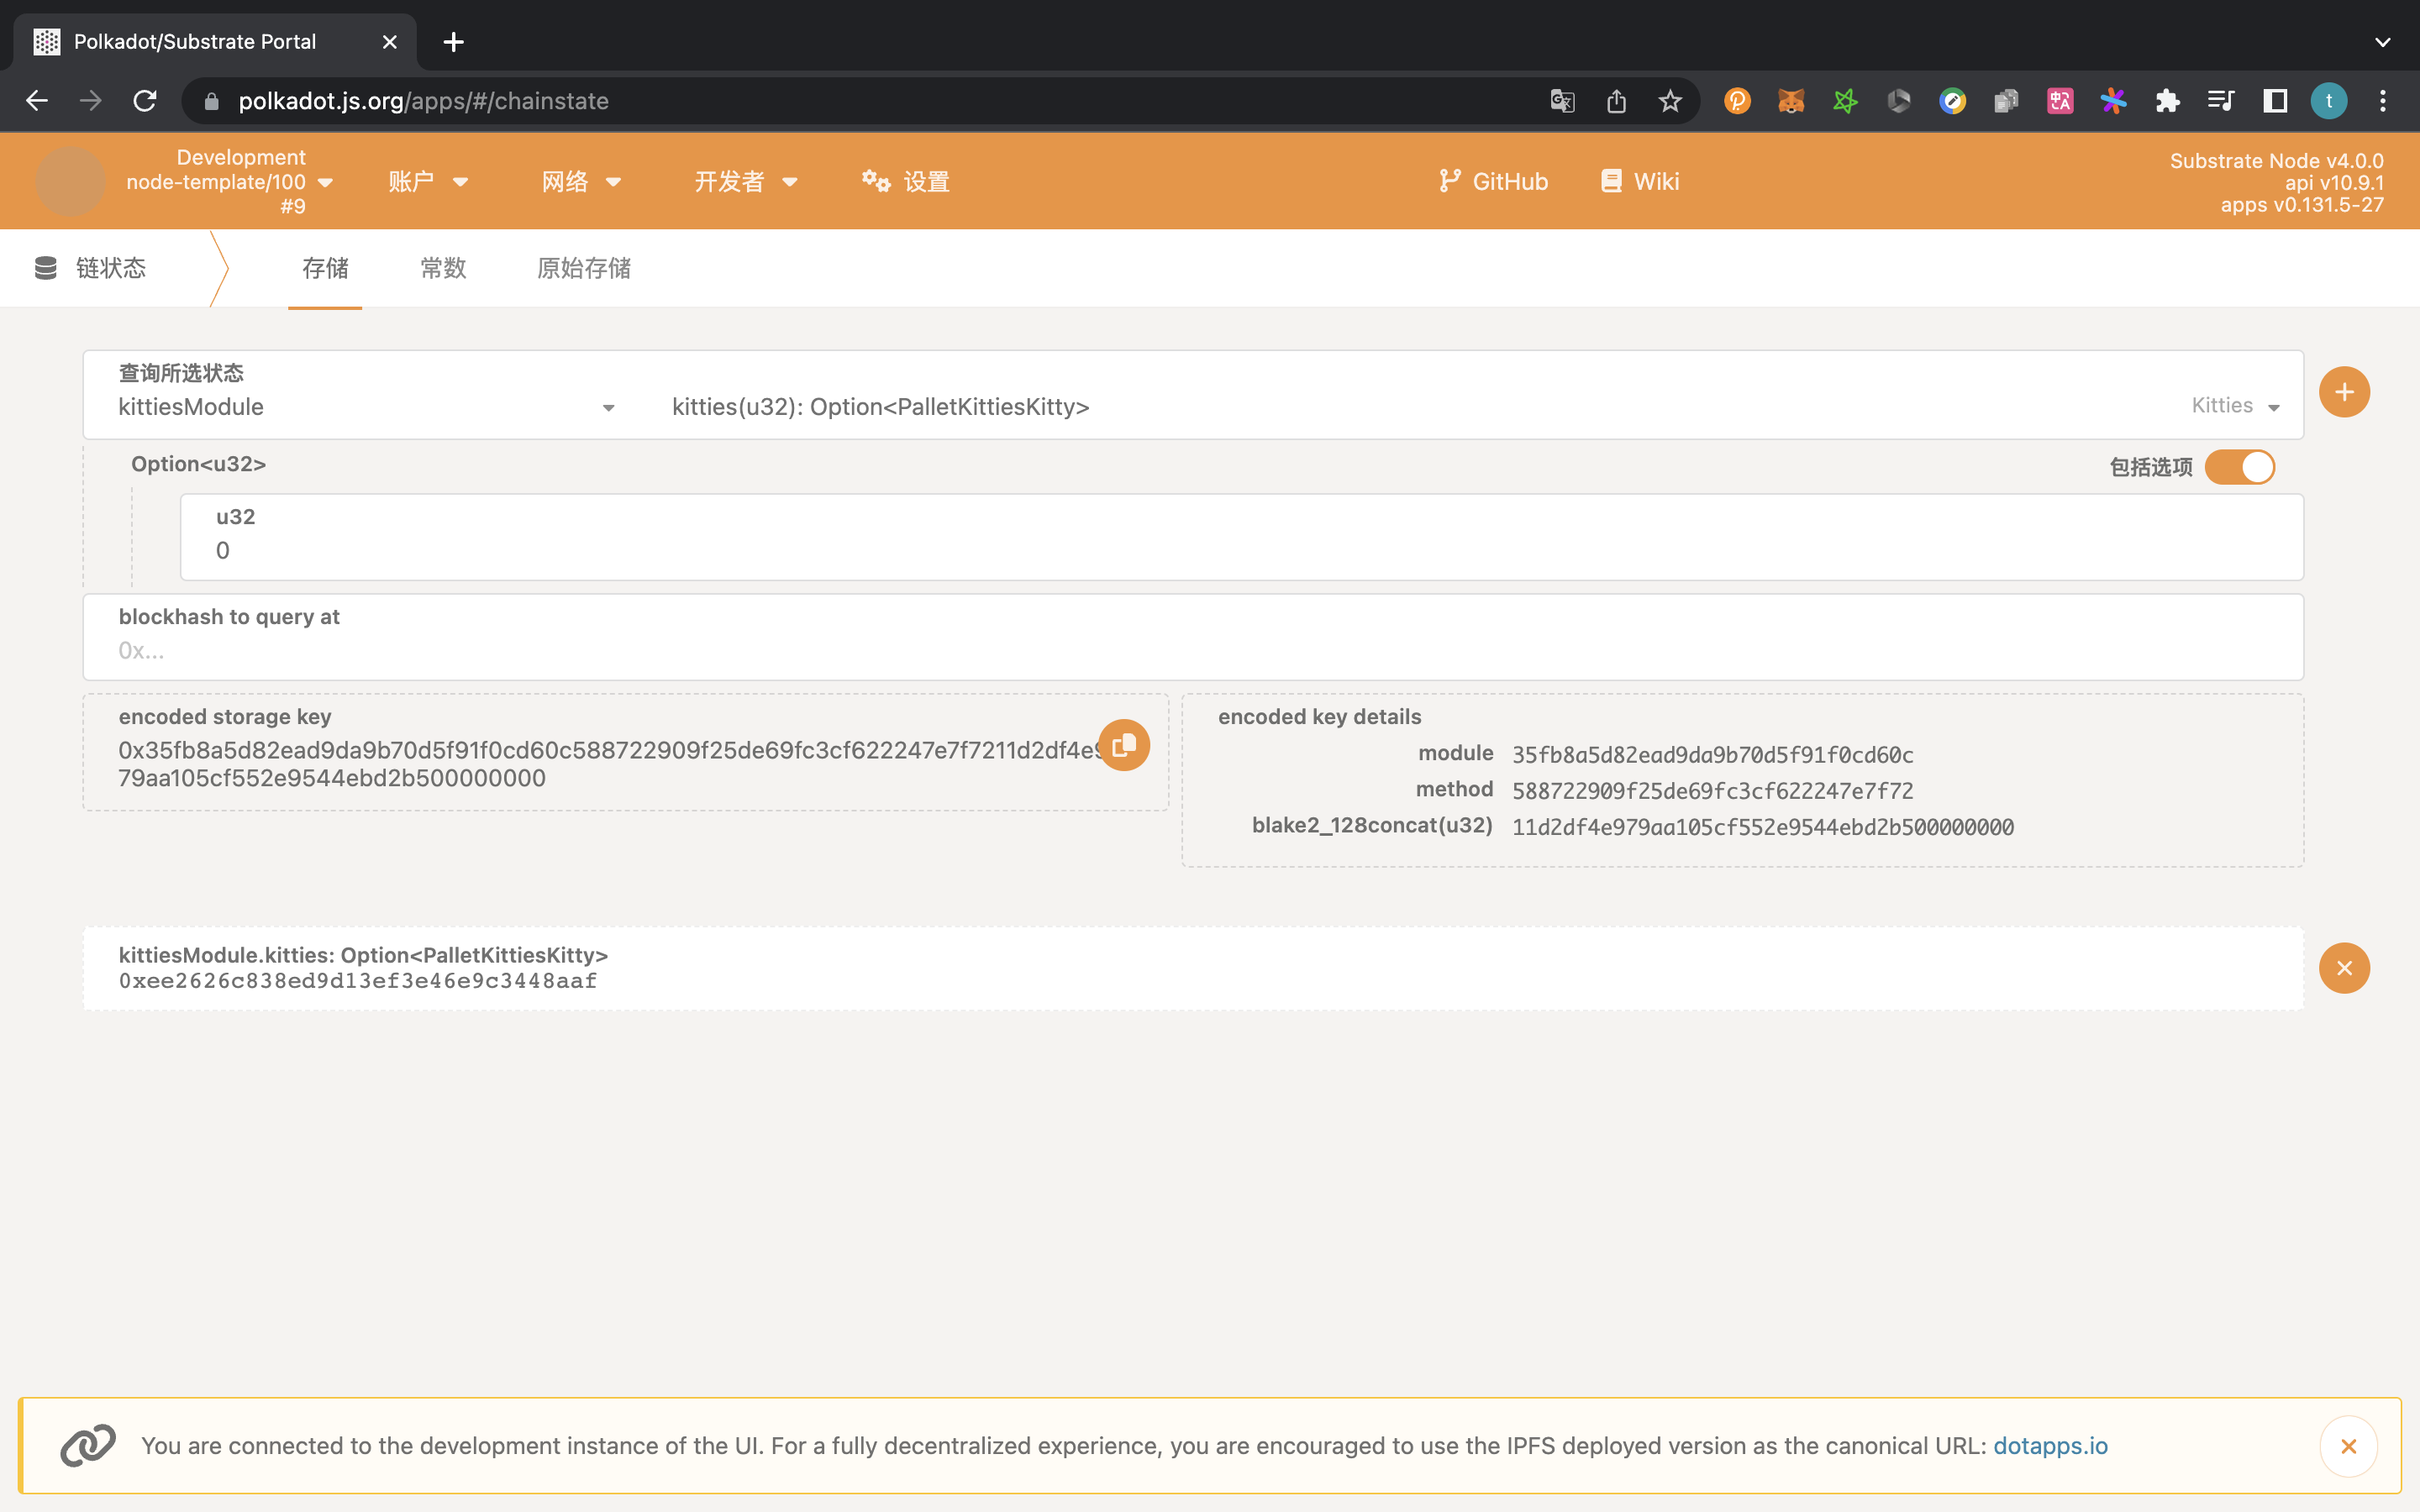 Polkadot/Substrate Portal
polkadot.js.org/apps/#/chainstate
t
Development
node-template/100
#9
账户
网络
开发者
设置
GitHub
Wiki
Substrate Node v4.0.0
api v10.9.1
apps v0.131.5-27
链状态
存储
常数
原始存储
查询所选状态
kittiesModule
kitties(u32): Option<PalletKittiesKitty>
Kitties
Option<u32>
包括选项
u32
0
blockhash to query at
0x...
encoded storage key
0x35fb8a5d82ead9da9b70d5f91f0cd60c588722909f25de69fc3cf622247e7f7211d2df4e9
79aa105cf552e9544ebd2b500000000
encoded key details
module 35fb8a5d82ead9da9b70d5f91f0cd60c
method 588722909f25de69fc3cf622247e7f72
blake2_128concat(u32) 11d2df4e979aa105cf552e9544ebd2b500000000
kittiesModule.kitties: Option<PalletKittiesKitty>
0xee2626c838ed9d13ef3e46e9c3448aaf
You are connected to the development instance of the UI. For a fully decentralized experience, you are encouraged to use the IPFS deployed version as the canonical URL: dotapps.io